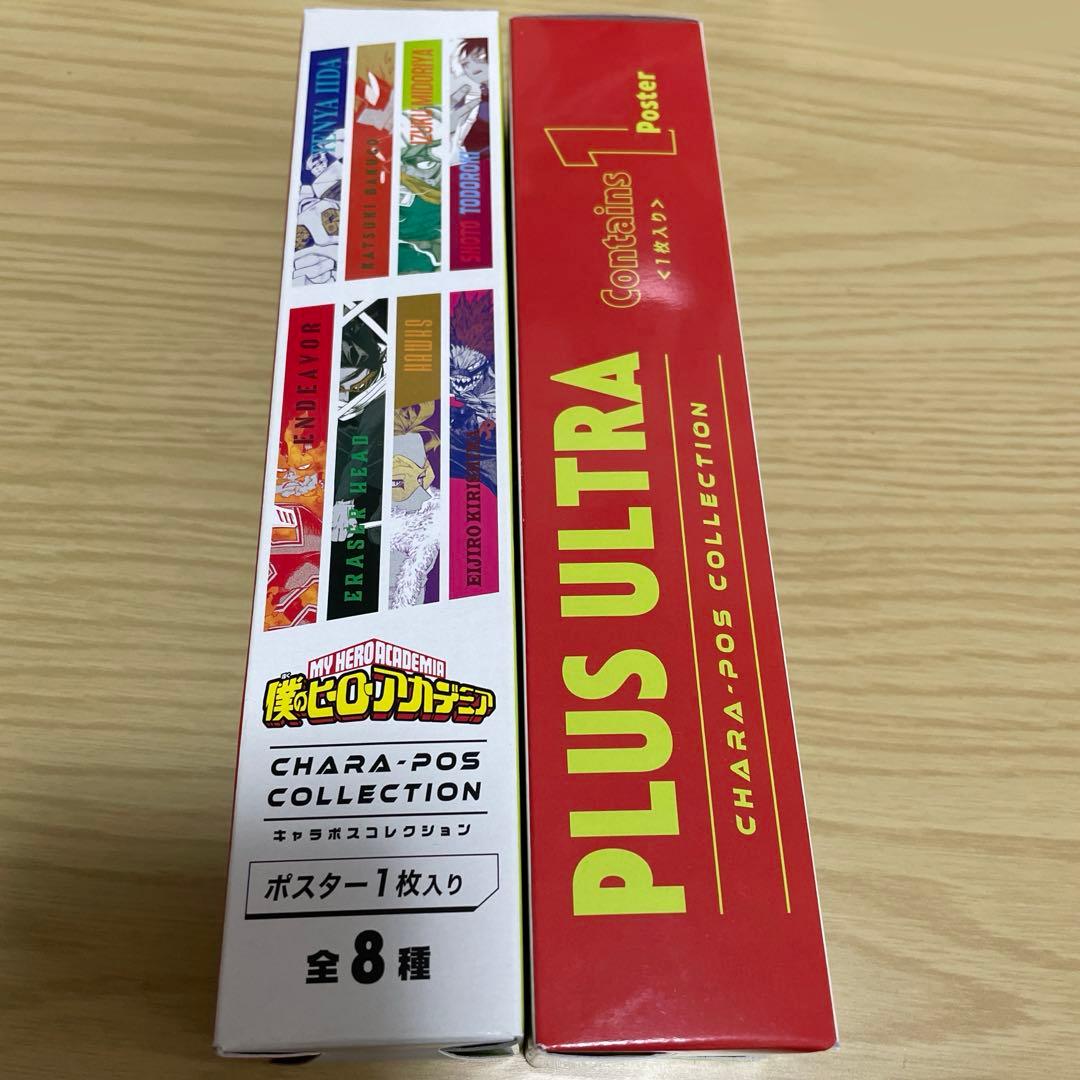 TENYA IIDA
KATSUKI BAKUGO
IZUKU MIDORIYA
SHOTO TODOROKI
ENDEAVOR
ERASER HEAD
HAWKS
EIJIRO KIRISHIMA
MY HERO ACADEMIA
僕のヒーローアカデミア
ぼく
CHARA-POS
COLLECTION
キャラポスコレクション
ポスター1枚入り
全8種
Contains 1 Poster
<1枚入り>
PLUS ULTRA
CHARA-POS COLLECTION